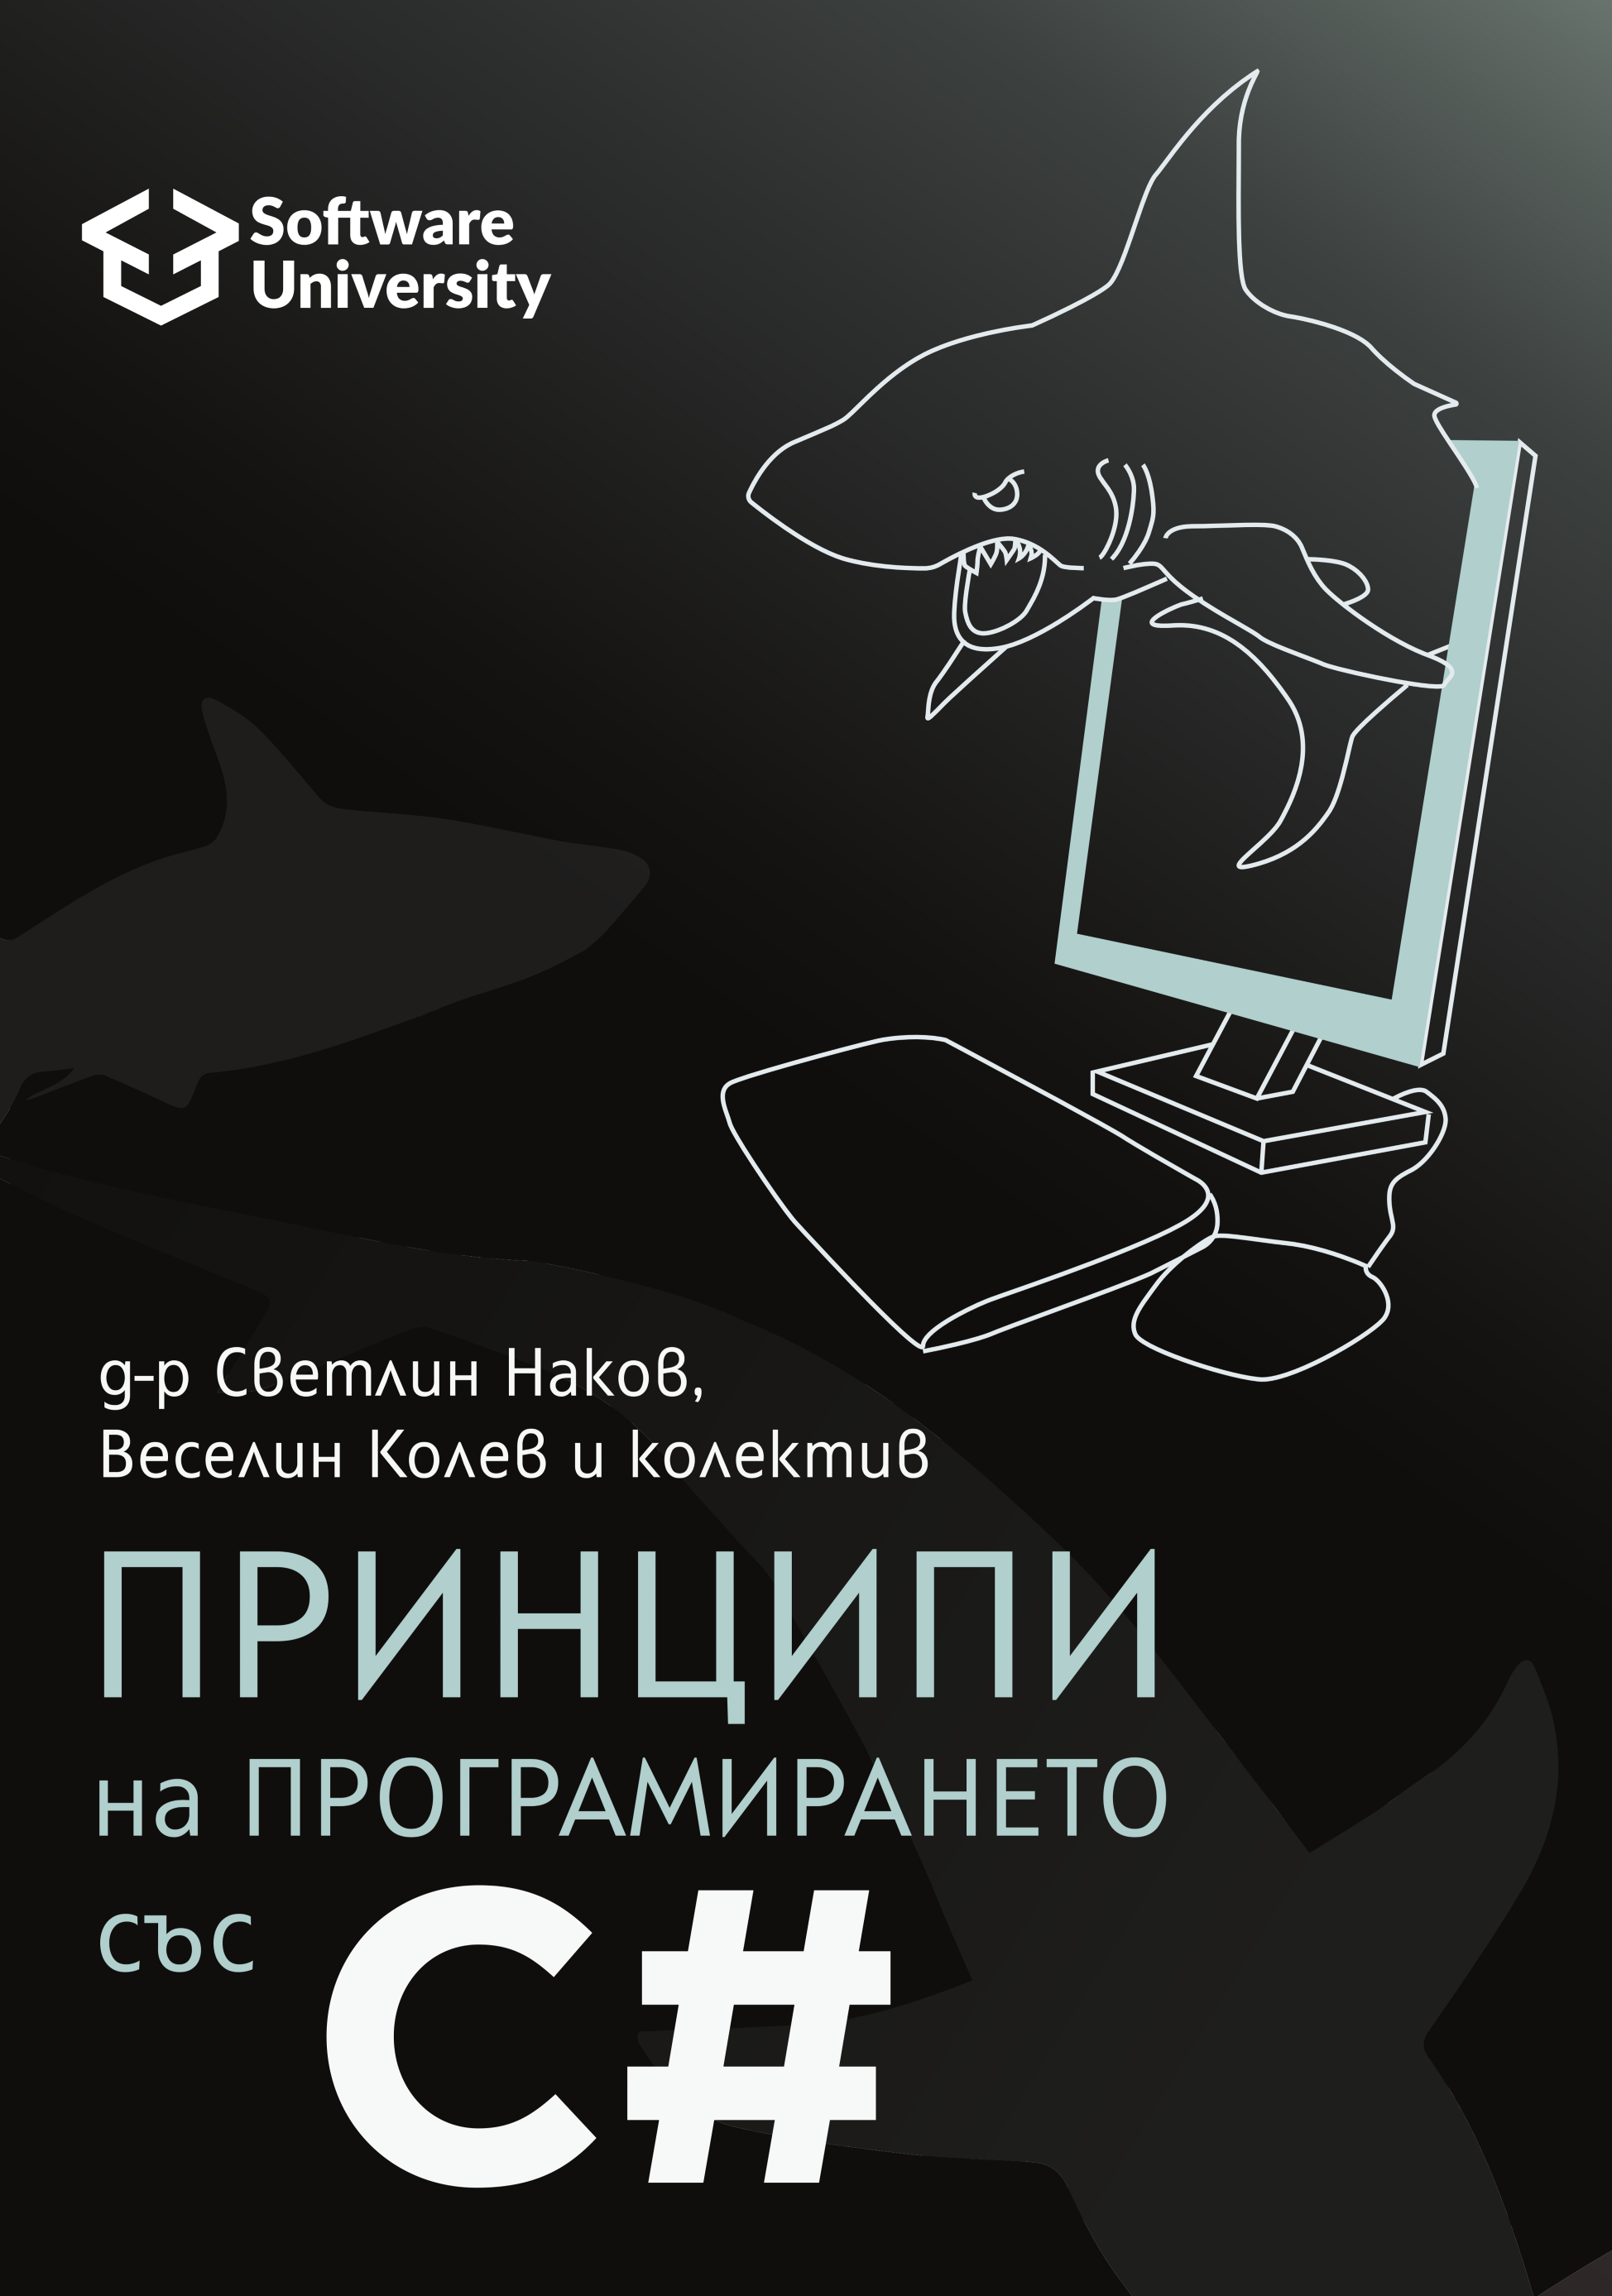 Software
University
д-р Светлин Наков,
Веселин Колев и колектив
ПРИНЦИПИ
на ПРОГРАМИРАНЕТО
със C#